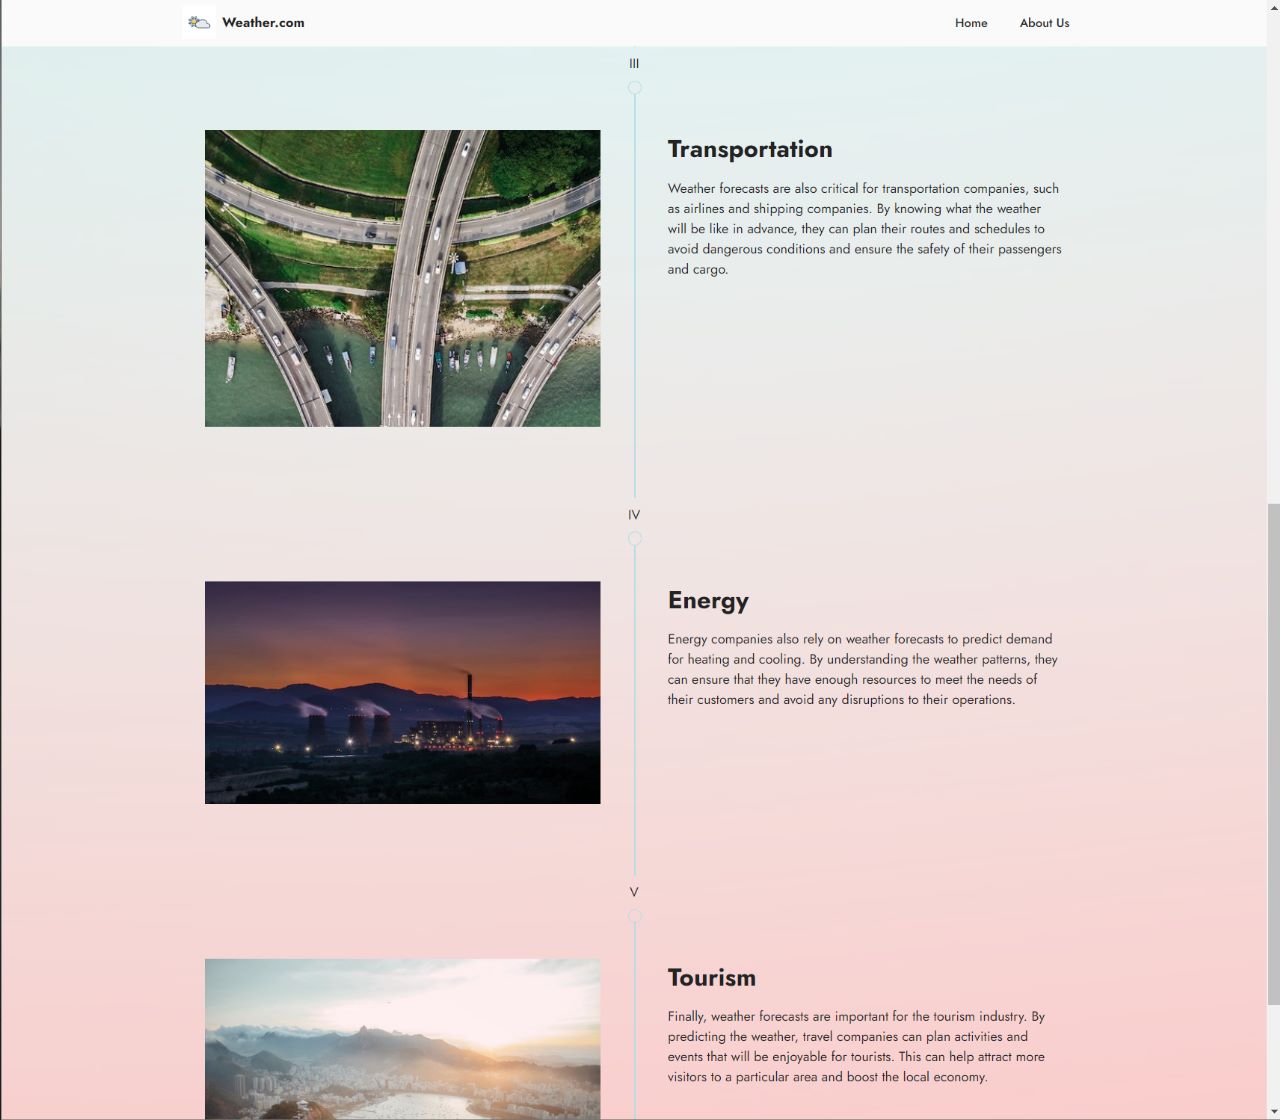 Weather.com
Home
About Us
III
Transportation
Weather forecasts are also critical for transportation companies, such
as airlines and shipping companies. By knowing what the weather
will be like in advance, they can plan their routes and schedules to
avoid dangerous conditions and ensure the safety of their passengers
and cargo.
IV
Energy
Energy companies also rely on weather forecasts to predict demand
for heating and cooling. By understanding the weather patterns, they
can ensure that they have enough resources to meet the needs of
their customers and avoid any disruptions to their operations.
V
Tourism
Finally, weather forecasts are important for the tourism industry. By
predicting the weather, travel companies can plan activities and
events that will be enjoyable for tourists. This can help attract more
visitors to a particular area and boost the local economy.